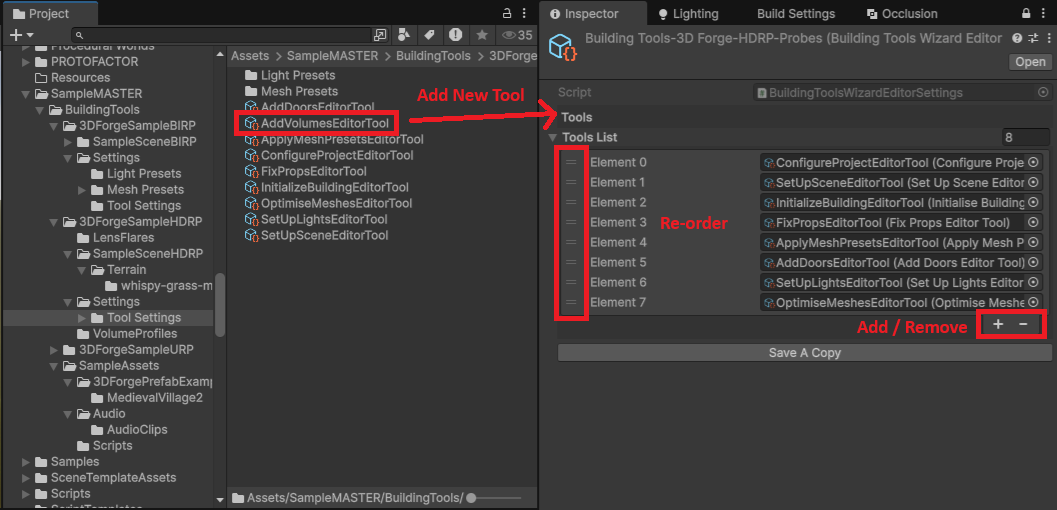 Project
35
Procedural Worlds
PROTOFACTOR
Resources
SampleMASTER
BuildingTools
3DForgeSampleBIRP
SampleSceneBIRP
Settings
Light Presets
Mesh Presets
Tool Settings
3DForgeSampleHDRP
LensFlares
SampleSceneHDRP
Terrain
whispy-grass-m
Settings
Tool Settings
VolumeProfiles
3DForgeSampleURP
SampleAssets
3DForgePrefabExamp
MedievalVillage2
Audio
AudioClips
Scripts
Samples
SceneTemplateAssets
Scripts
ScriptTemplates
Assets > SampleMASTER > BuildingTools > 3DForge
Light Presets
Mesh Presets
AddDoorsEditorTool
AddVolumesEditorTool
ApplyMeshPresetsEditorTool
ConfigureProjectEditorTool
FixPropsEditorTool
InitializeBuildingEditorTool
OptimiseMeshesEditorTool
SetUpLightsEditorTool
SetUpSceneEditorTool
Assets/SampleMASTER/BuildingTools/
Add New Tool
Inspector Lighting Build Settings Occlusion
Building Tools-3D Forge-HDRP-Probes (Building Tools Wizard Editor
Open
Script BuildingToolsWizardEditorSettings
Tools
Tools List 8
Element 0 ConfigureProjectEditorTool (Configure Proje
Element 1 SetUpSceneEditorTool (Set Up Scene Editor
Element 2 InitializeBuildingEditorTool (Initialise Building
Element 3 FixPropsEditorTool (Fix Props Editor Tool)
Element 4 ApplyMeshPresetsEditorTool (Apply Mesh P
Element 5 AddDoorsEditorTool (Add Doors Editor Tool)
Element 6 SetUpLightsEditorTool (Set Up Lights Editor
Element 7 OptimiseMeshesEditorTool (Optimise Meshe
Re-order
Add / Remove
+ −
Save A Copy